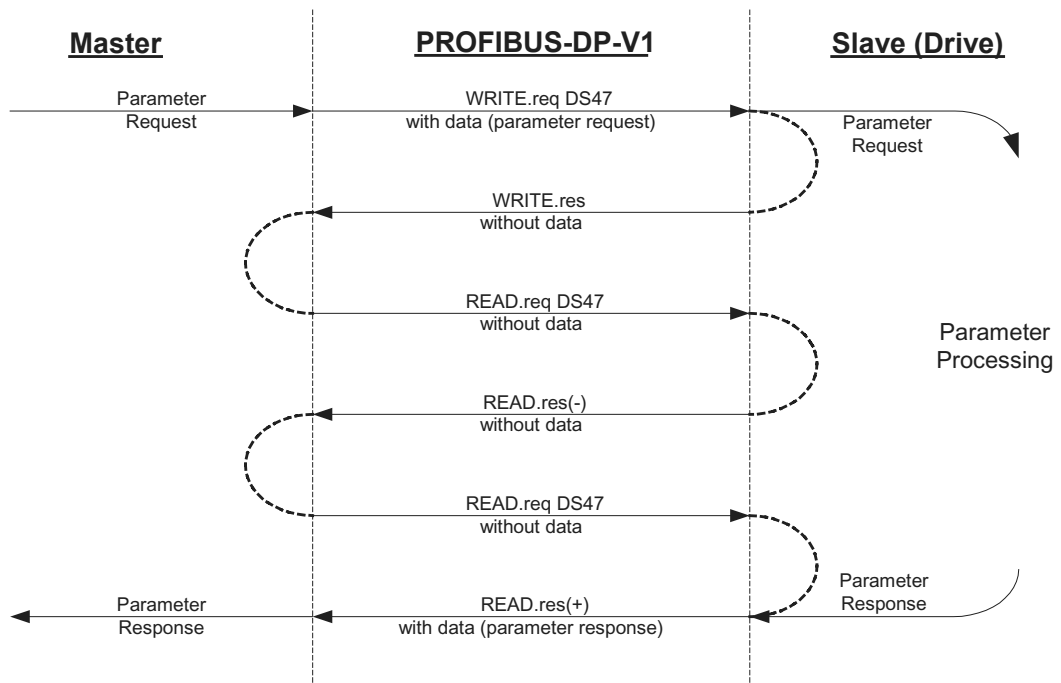 Master
PROFIBUS-DP-V1
Slave (Drive)
Parameter
Request
WRITE.req DS47
with data (parameter request)
Parameter
Request
WRITE.res
without data
READ.req DS47
without data
Parameter
Processing
READ.res(-)
without data
READ.req DS47
without data
Parameter
Response
READ.res(+)
with data (parameter response)
Parameter
Response